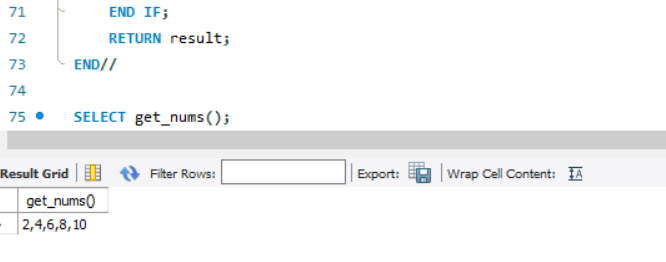 71 END IF;
72 RETURN result;
73 END//
74
75 SELECT get_nums();
Result Grid Filter Rows: Export: Wrap Cell Content: IA
get_nums()
2,4,6,8,10